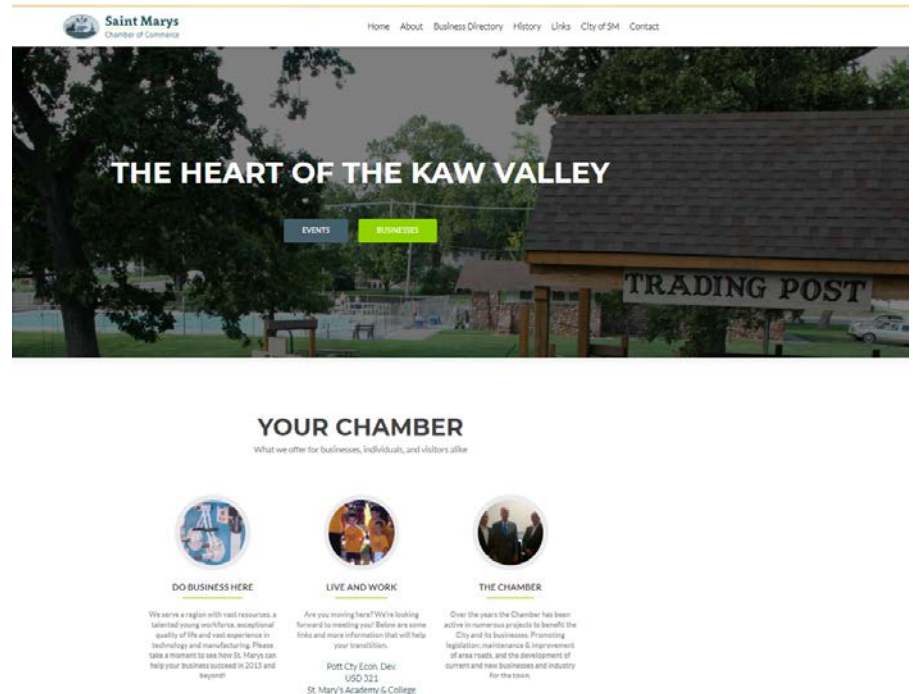 Saint Marys
Chamber of Commerce
Home About Business Directory History Links City of SM Contact
THE HEART OF THE KAW VALLEY
EVENTS BUSINESSES
TRADING POST
YOUR CHAMBER
What we offer for businesses, individuals, and visitors alike
DO BUSINESS HERE
We serve a region with vast resources, a
talented young workforce, exceptional
quality of life and vast experience in
technology and manufacturing. Please
take a moment to see how St. Marys can
help your business succeed in 2015 and
beyond!
LIVE AND WORK
Are you moving here? We're looking
forward to meeting you! Below are some
links and more information that will help
your transtition.
Pott Cty Econ. Dev.
USD 321
St. Mary's Academy & College
THE CHAMBER
Over the years the Chamber has been
active in numerous projects to benefit the
City and its businesses: Promoting
legislation, maintenance & improvement
of area roads, and the development of
current and new businesses and industry
for the town.